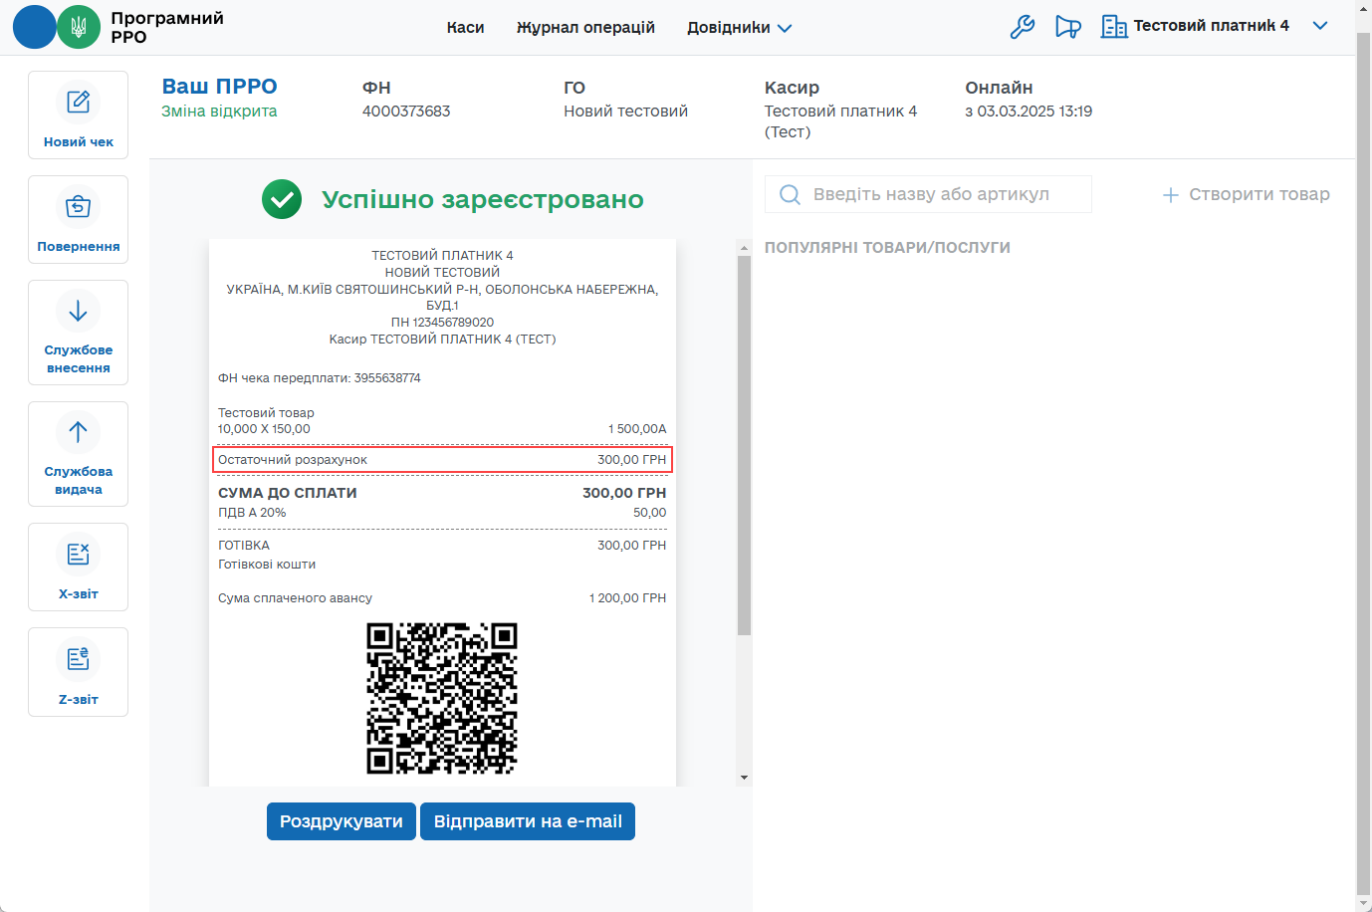 Програмний
РРО
Каси
Журнал операцій
Довідники
Тестовий платник 4
Новий чек
Повернення
Службове
внесення
Службова
видача
X-звіт
Z-звіт
Ваш ПРРО
Зміна відкрита
ФН
4000373683
ГО
Новий тестовий
Касир
Тестовий платник 4
(Тест)
Онлайн
з 03.03.2025 13:19
Успішно зареєстровано
ТЕСТОВИЙ ПЛАТНИК 4
НОВИЙ ТЕСТОВИЙ
УКРАЇНА, М.КИЇВ СВЯТОШИНСЬКИЙ Р-Н, ОБОЛОНСЬКА НАБЕРЕЖНА,
БУД.1
ПН 123456789020
Касир ТЕСТОВИЙ ПЛАТНИК 4 (ТЕСТ)
ФН чека передплати: 3955638774
Тестовий товар
10,000 X 150,00 1 500,00А
Остаточний розрахунок 300,00 ГРН
СУМА ДО СПЛАТИ 300,00 ГРН
ПДВ А 20% 50,00
ГОТІВКА 300,00 ГРН
Готівкові кошти
Сума сплаченого авансу 1 200,00 ГРН
Роздрукувати
Відправити на e-mail
Введіть назву або артикул
Створити товар
ПОПУЛЯРНІ ТОВАРИ/ПОСЛУГИ